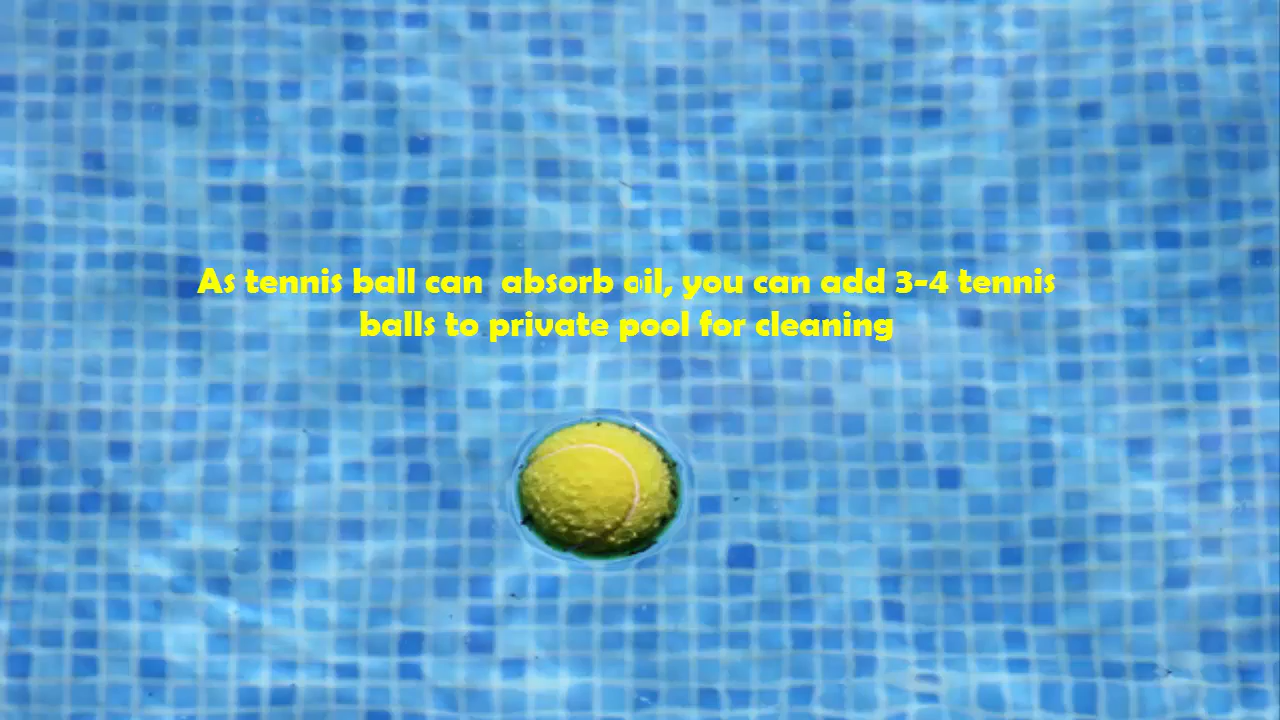 As tennis ball can  absorb oil, you can add 3-4 tennis
balls to private pool for cleaning